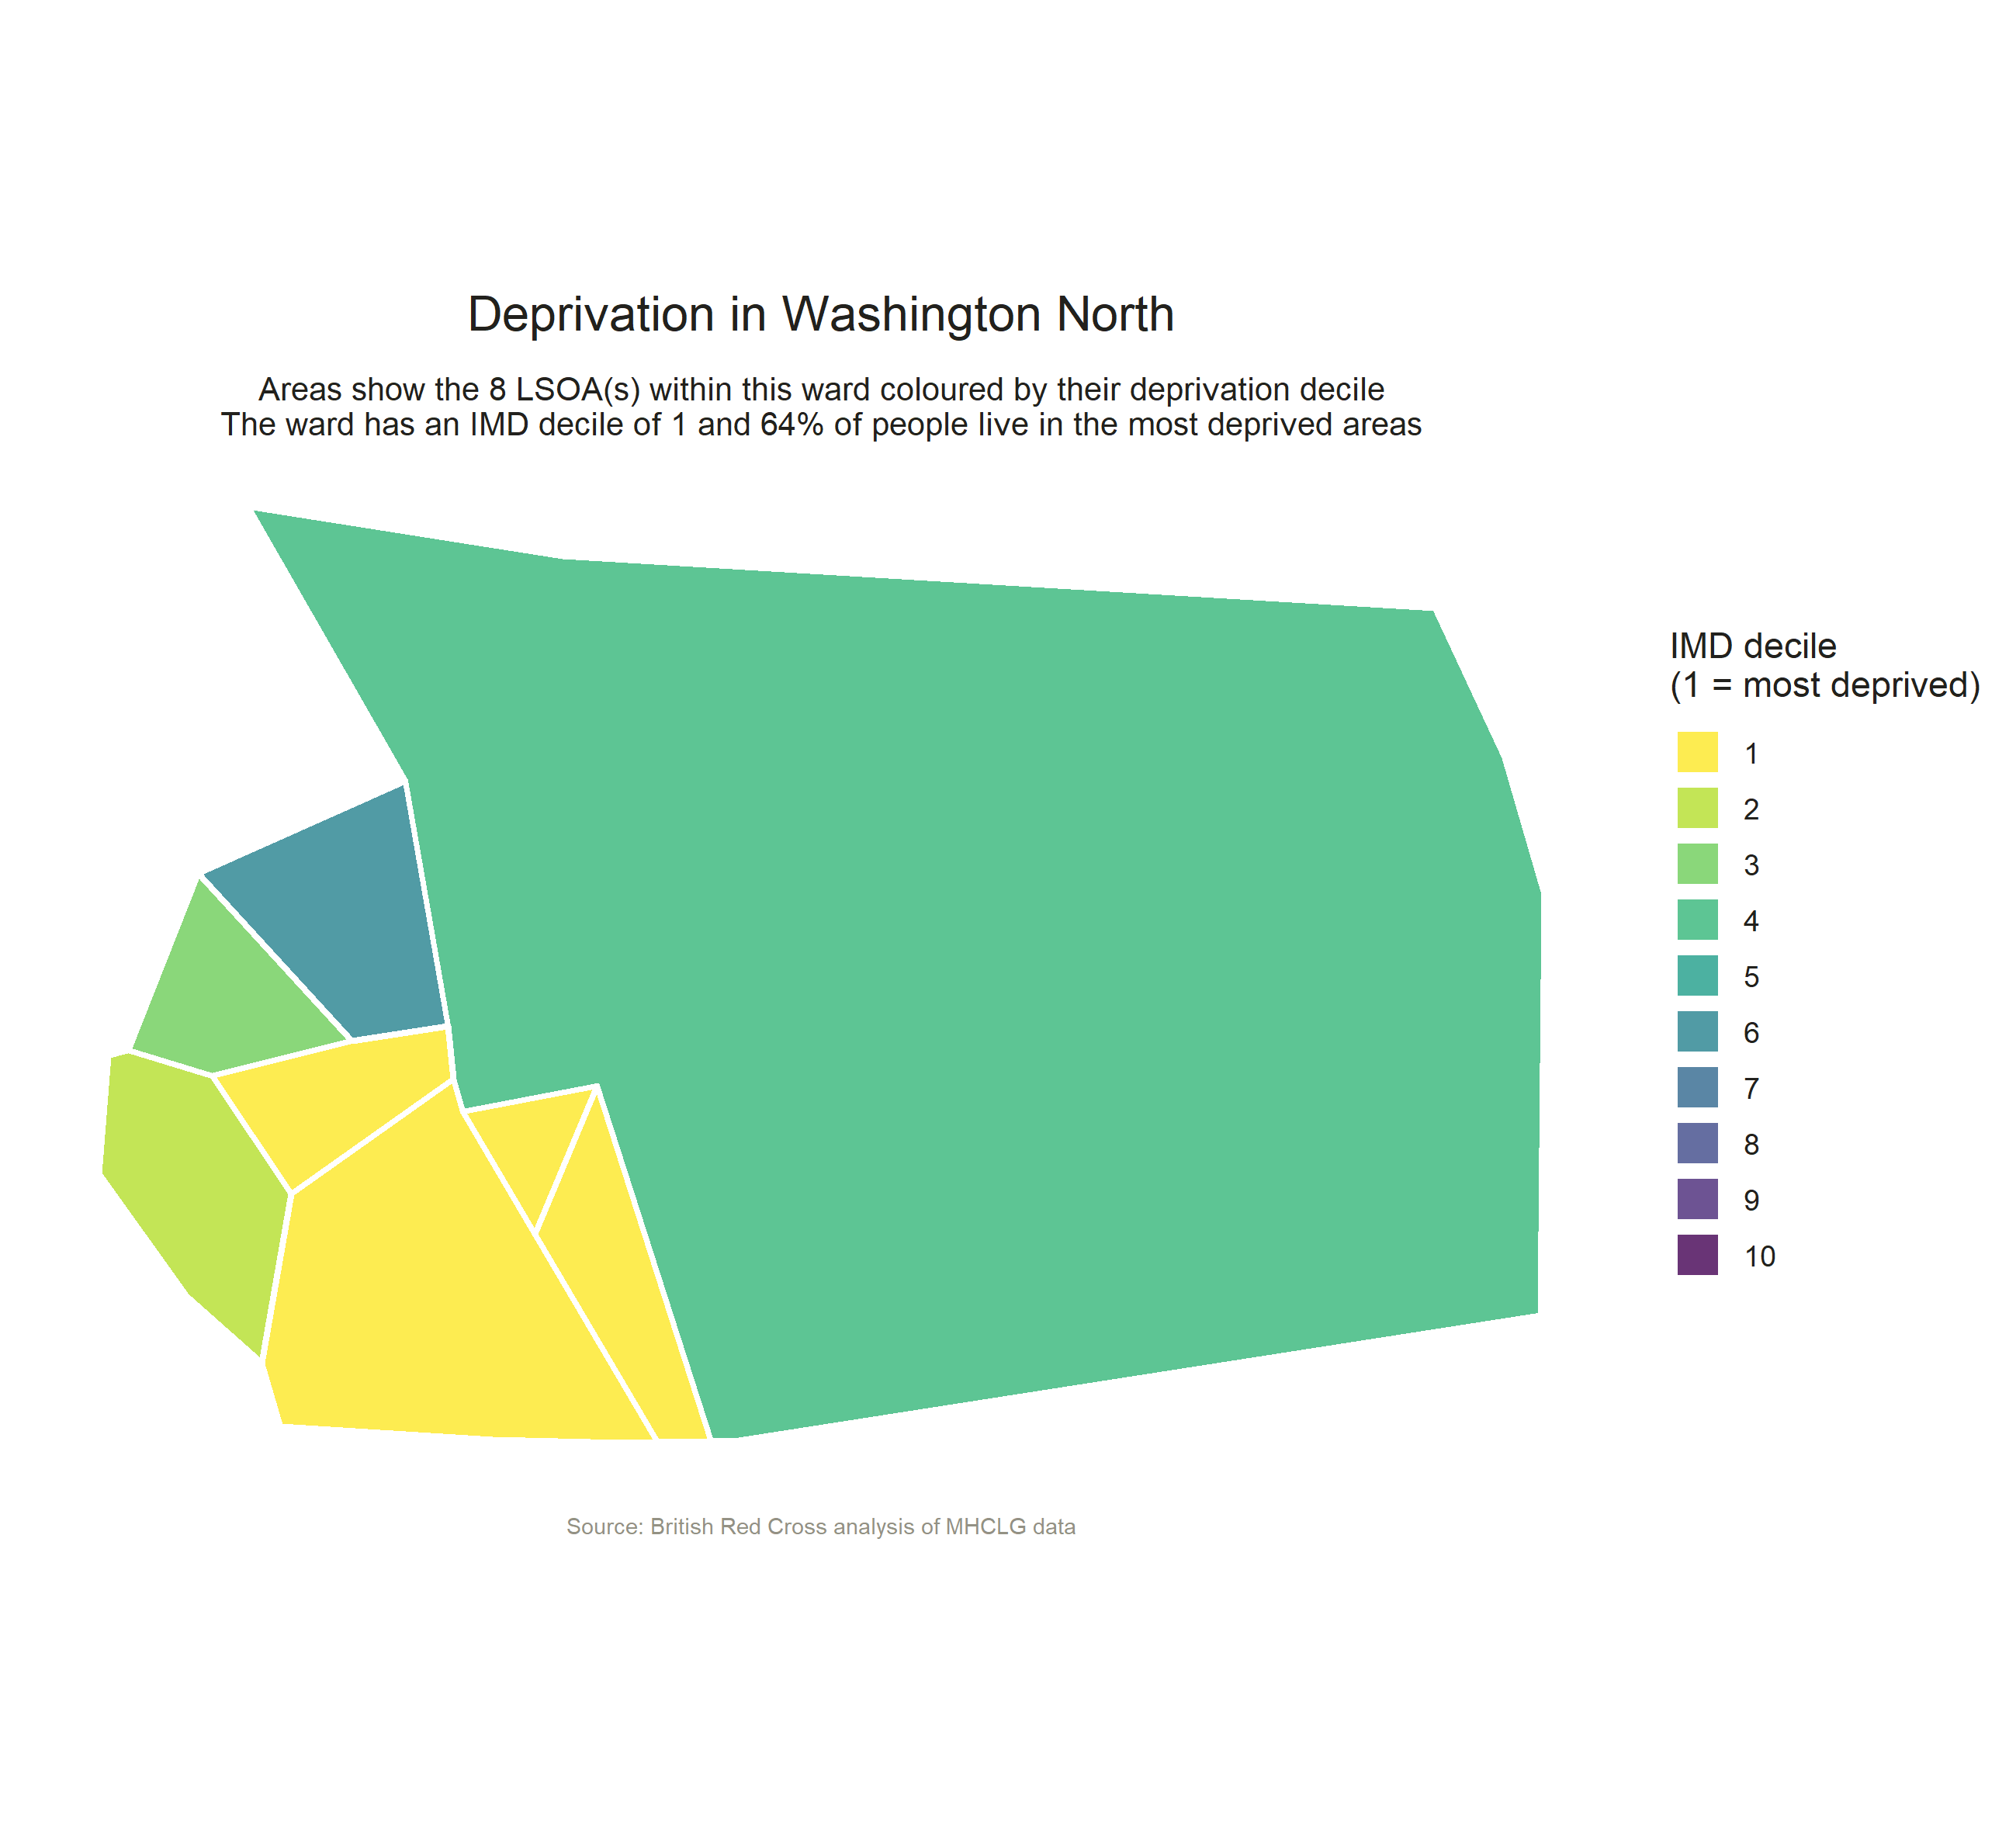 Deprivation in Washington North
Areas show the 8 LSOA(s) within this ward coloured by their deprivation decile
The ward has an IMD decile of 1 and 64% of people live in the most deprived areas
IMD decile
(1 = most deprived)
1
2
3
4
5
6
7
8
9
10
Source: British Red Cross analysis of MHCLG data